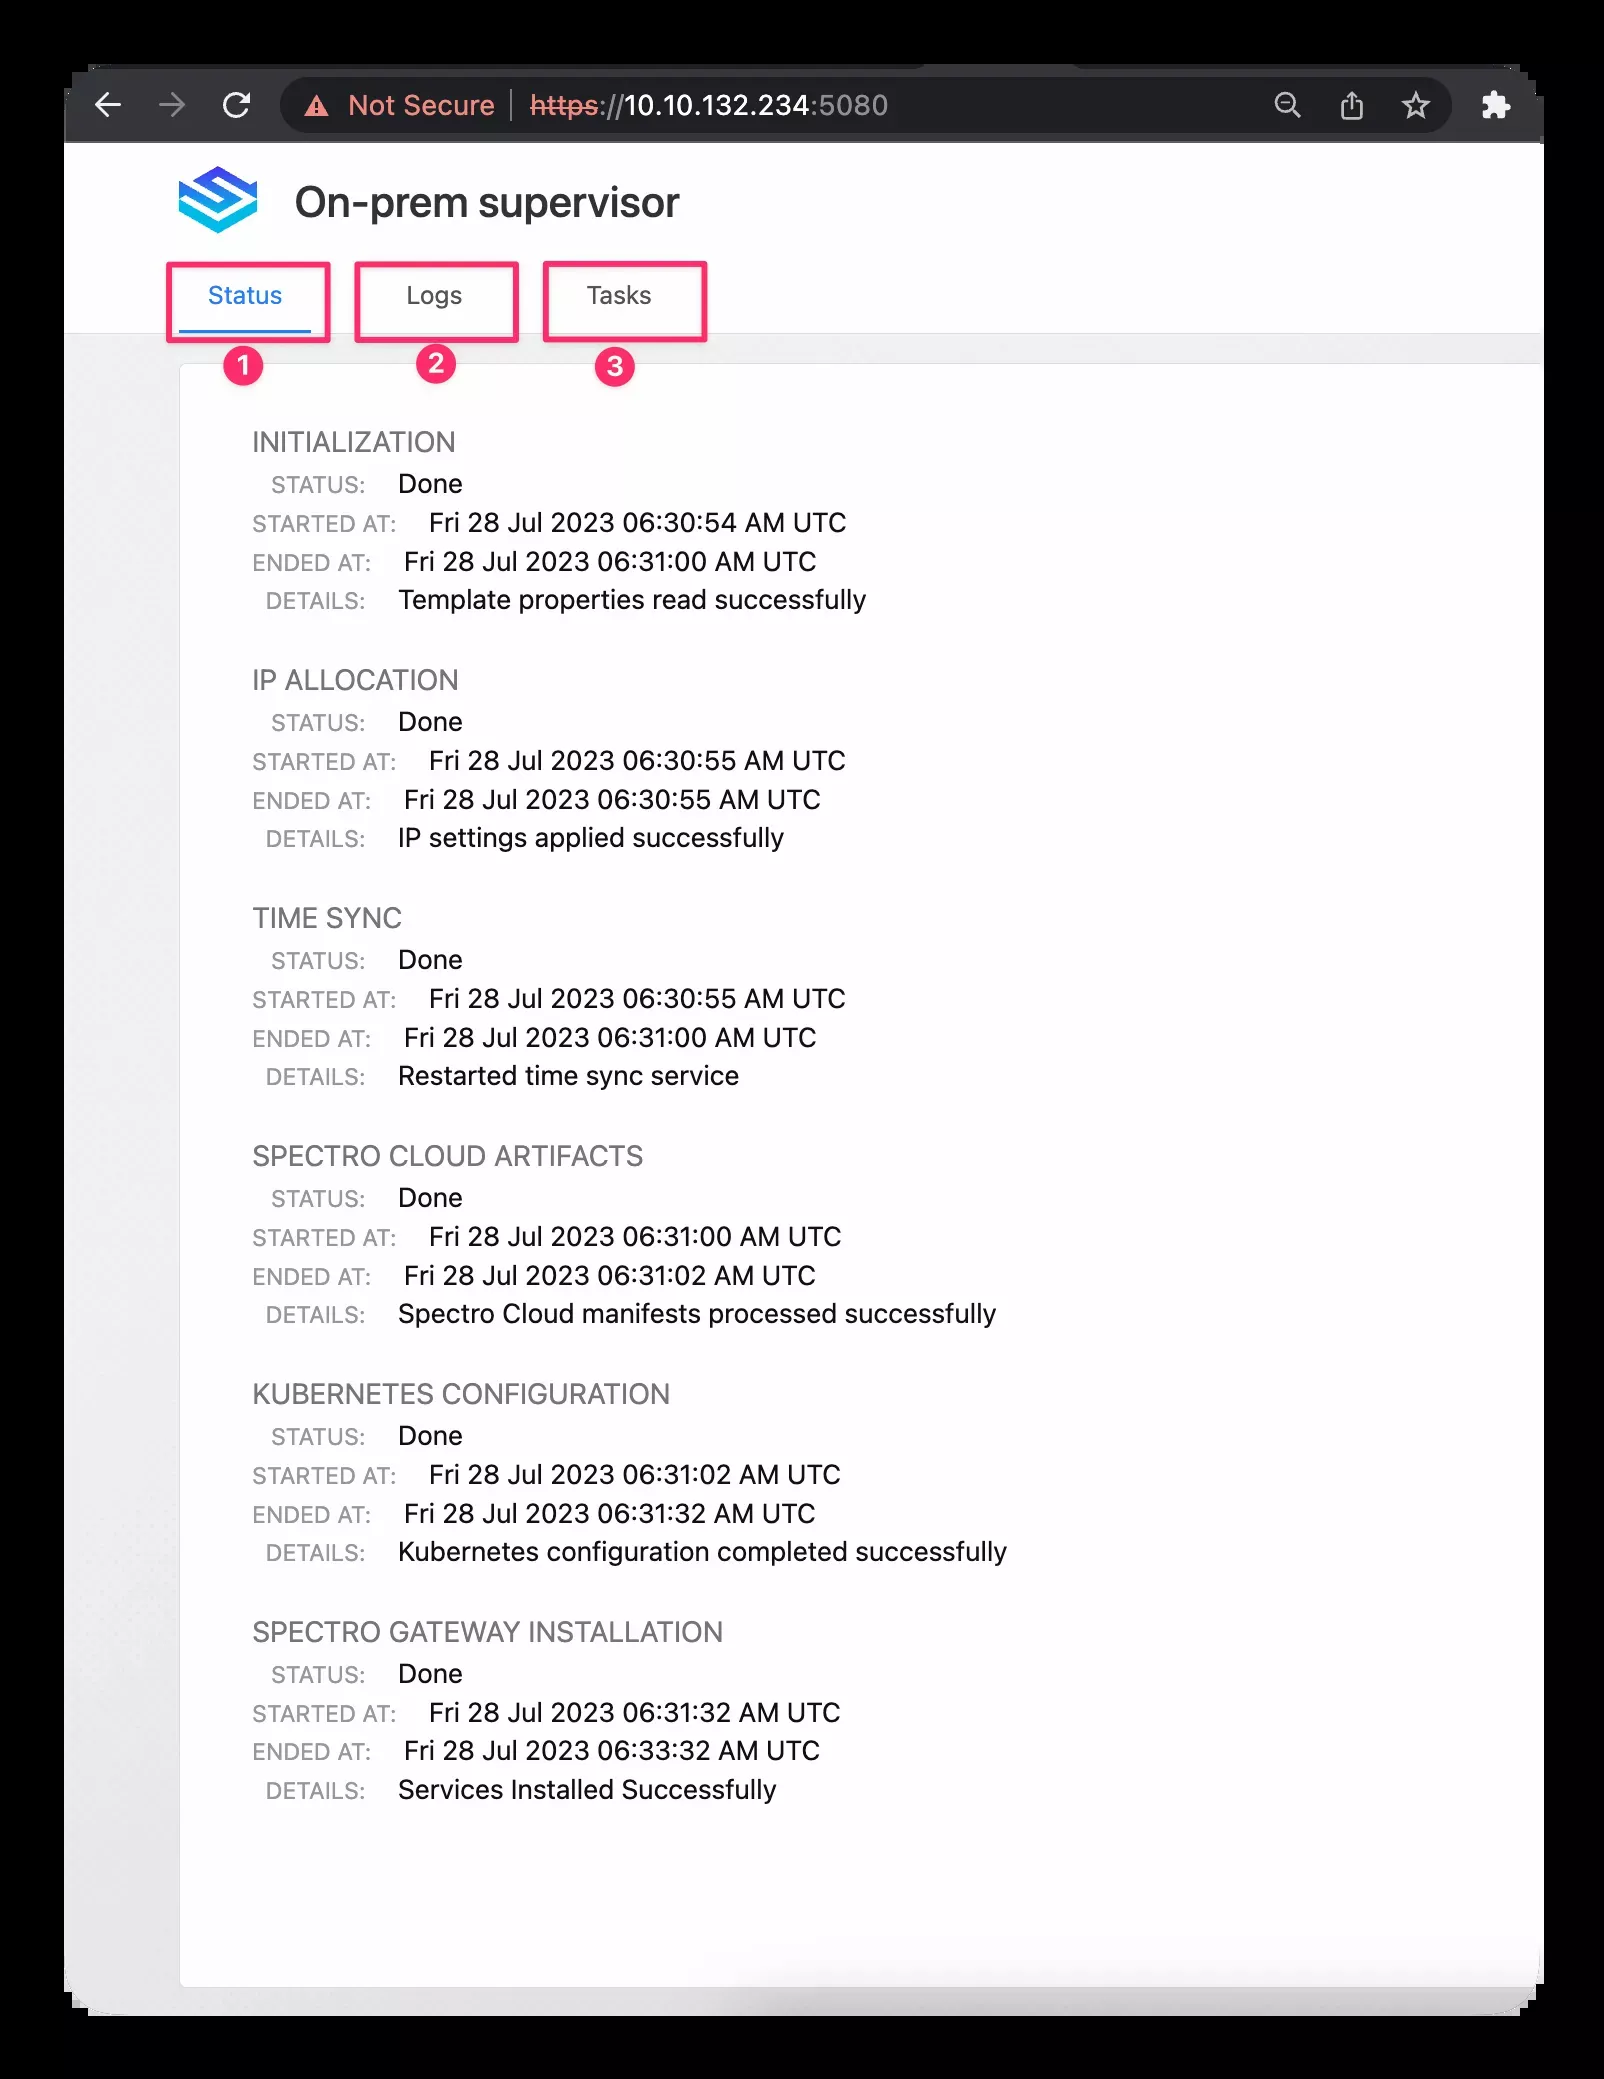 Not Secure https://10.10.132.234:5080
On-prem supervisor
Status Logs Tasks
1 2 3
INITIALIZATION
STATUS: Done
STARTED AT: Fri 28 Jul 2023 06:30:54 AM UTC
ENDED AT: Fri 28 Jul 2023 06:31:00 AM UTC
DETAILS: Template properties read successfully
IP ALLOCATION
STATUS: Done
STARTED AT: Fri 28 Jul 2023 06:30:55 AM UTC
ENDED AT: Fri 28 Jul 2023 06:30:55 AM UTC
DETAILS: IP settings applied successfully
TIME SYNC
STATUS: Done
STARTED AT: Fri 28 Jul 2023 06:30:55 AM UTC
ENDED AT: Fri 28 Jul 2023 06:31:00 AM UTC
DETAILS: Restarted time sync service
SPECTRO CLOUD ARTIFACTS
STATUS: Done
STARTED AT: Fri 28 Jul 2023 06:31:00 AM UTC
ENDED AT: Fri 28 Jul 2023 06:31:02 AM UTC
DETAILS: Spectro Cloud manifests processed successfully
KUBERNETES CONFIGURATION
STATUS: Done
STARTED AT: Fri 28 Jul 2023 06:31:02 AM UTC
ENDED AT: Fri 28 Jul 2023 06:31:32 AM UTC
DETAILS: Kubernetes configuration completed successfully
SPECTRO GATEWAY INSTALLATION
STATUS: Done
STARTED AT: Fri 28 Jul 2023 06:31:32 AM UTC
ENDED AT: Fri 28 Jul 2023 06:33:32 AM UTC
DETAILS: Services Installed Successfully